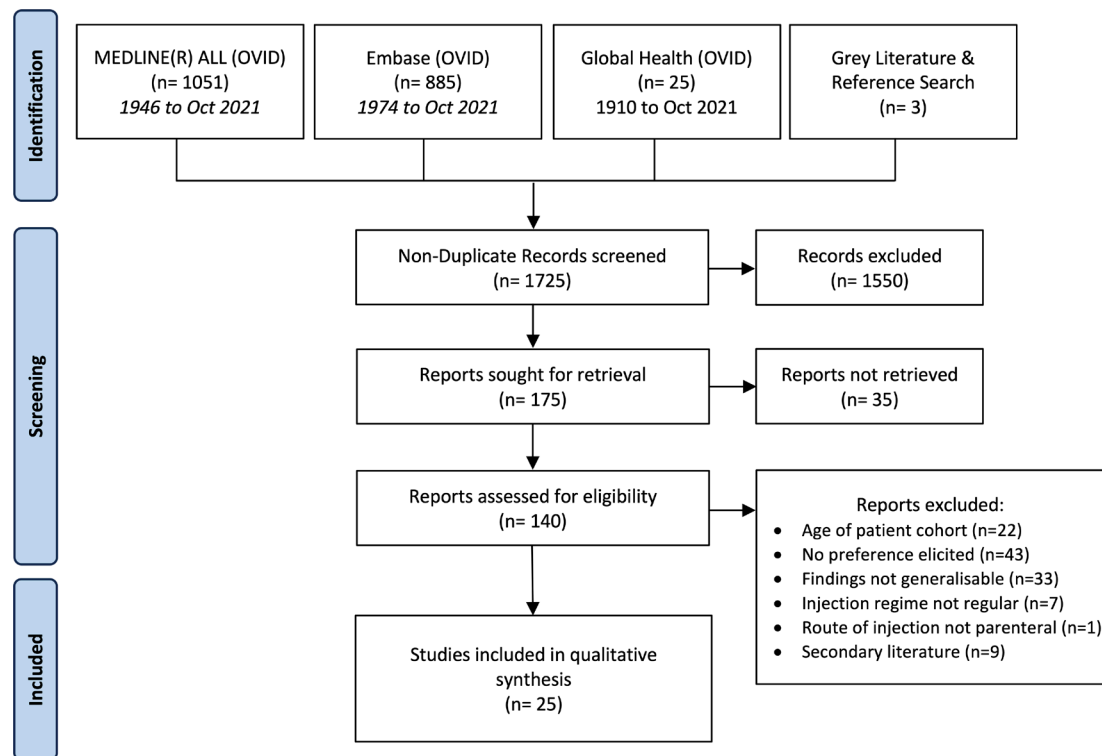 Identification
MEDLINE(R) ALL (OVID)
(n= 1051)
1946 to Oct 2021
Embase (OVID)
(n= 885)
1974 to Oct 2021
Global Health (OVID)
(n= 25)
1910 to Oct 2021
Grey Literature &
Reference Search
(n= 3)
Screening
Non-Duplicate Records screened
(n= 1725)
Records excluded
(n= 1550)
Reports sought for retrieval
(n= 175)
Reports not retrieved
(n= 35)
Reports assessed for eligibility
(n= 140)
Reports excluded:
• Age of patient cohort (n=22)
• No preference elicited (n=43)
• Findings not generalisable (n=33)
• Injection regime not regular (n=7)
• Route of injection not parenteral (n=1)
• Secondary literature (n=9)
Included
Studies included in qualitative
synthesis
(n= 25)